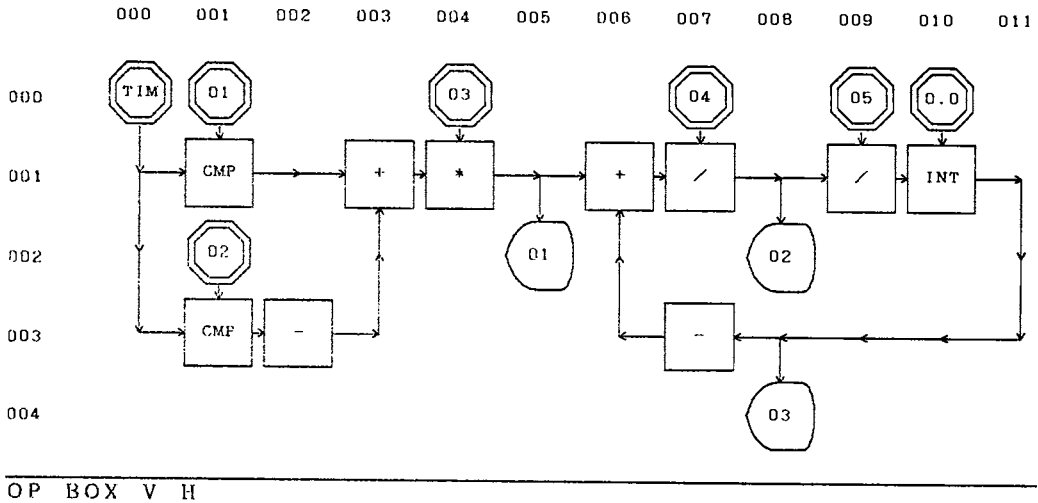 000 001 002 003 004 005 006 007 008 009 010 011
000 TIM 01 03 04 05 0.0
001 CMP + * + / / INT
01 02
002 02
003 CMP - -
004 03
OP BOX V H